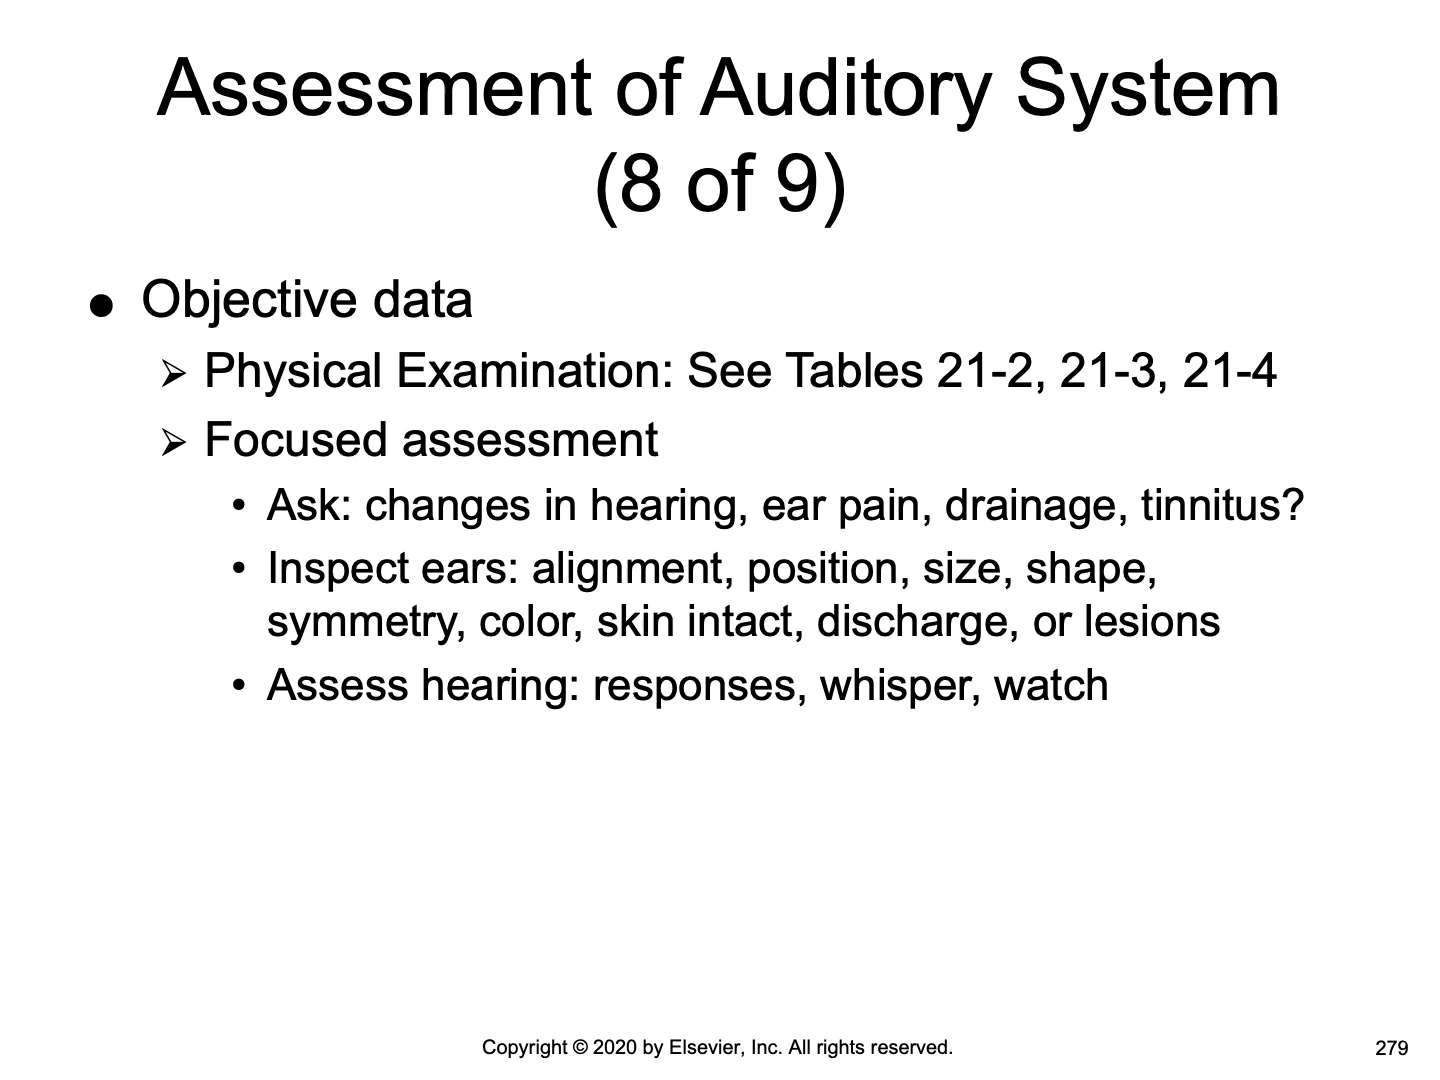 Assessment of Auditory System
(8 of 9)
● Objective data
➢ Physical Examination: See Tables 21-2, 21-3, 21-4
➢ Focused assessment
• Ask: changes in hearing, ear pain, drainage, tinnitus?
• Inspect ears: alignment, position, size, shape,
symmetry, color, skin intact, discharge, or lesions
• Assess hearing: responses, whisper, watch
Copyright © 2020 by Elsevier, Inc. All rights reserved.
279